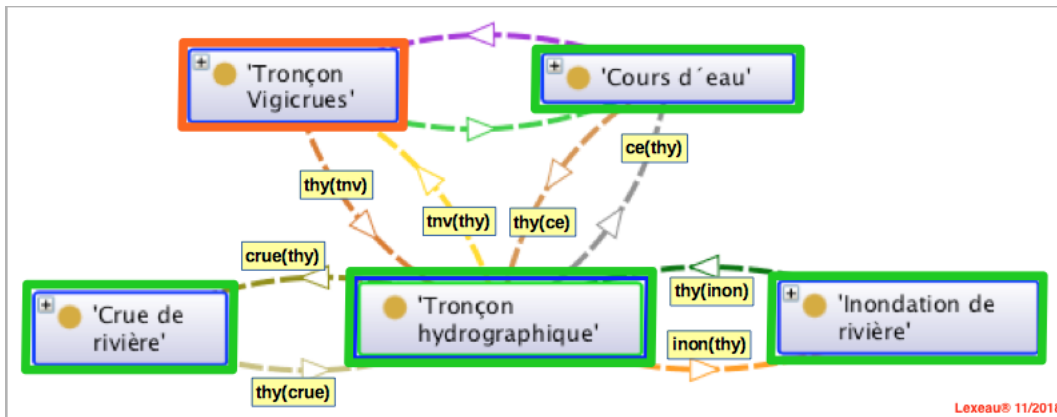 'Tronçon
Vigicrues'
'Cours d´eau'
ce(thy)
thy(tnv)
tnv(thy)
thy(ce)
crue(thy)
thy(inon)
'Crue de
rivière'
'Tronçon
hydrographique'
'Inondation de
rivière'
inon(thy)
thy(crue)
Lexeau® 11/2018